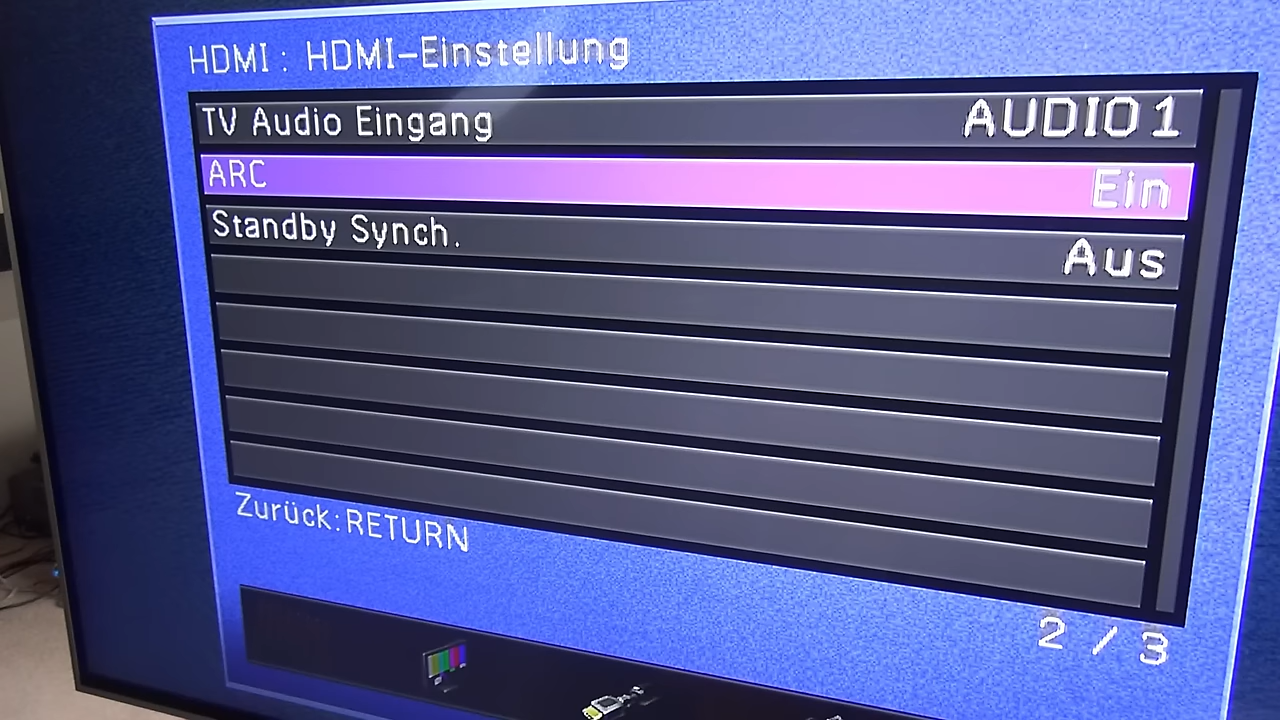 HDMI : HDMI-Einstellung
TV Audio Eingang AUDIO1
ARC Ein
Standby Synch. Aus
Zurück:RETURN
2 / 3